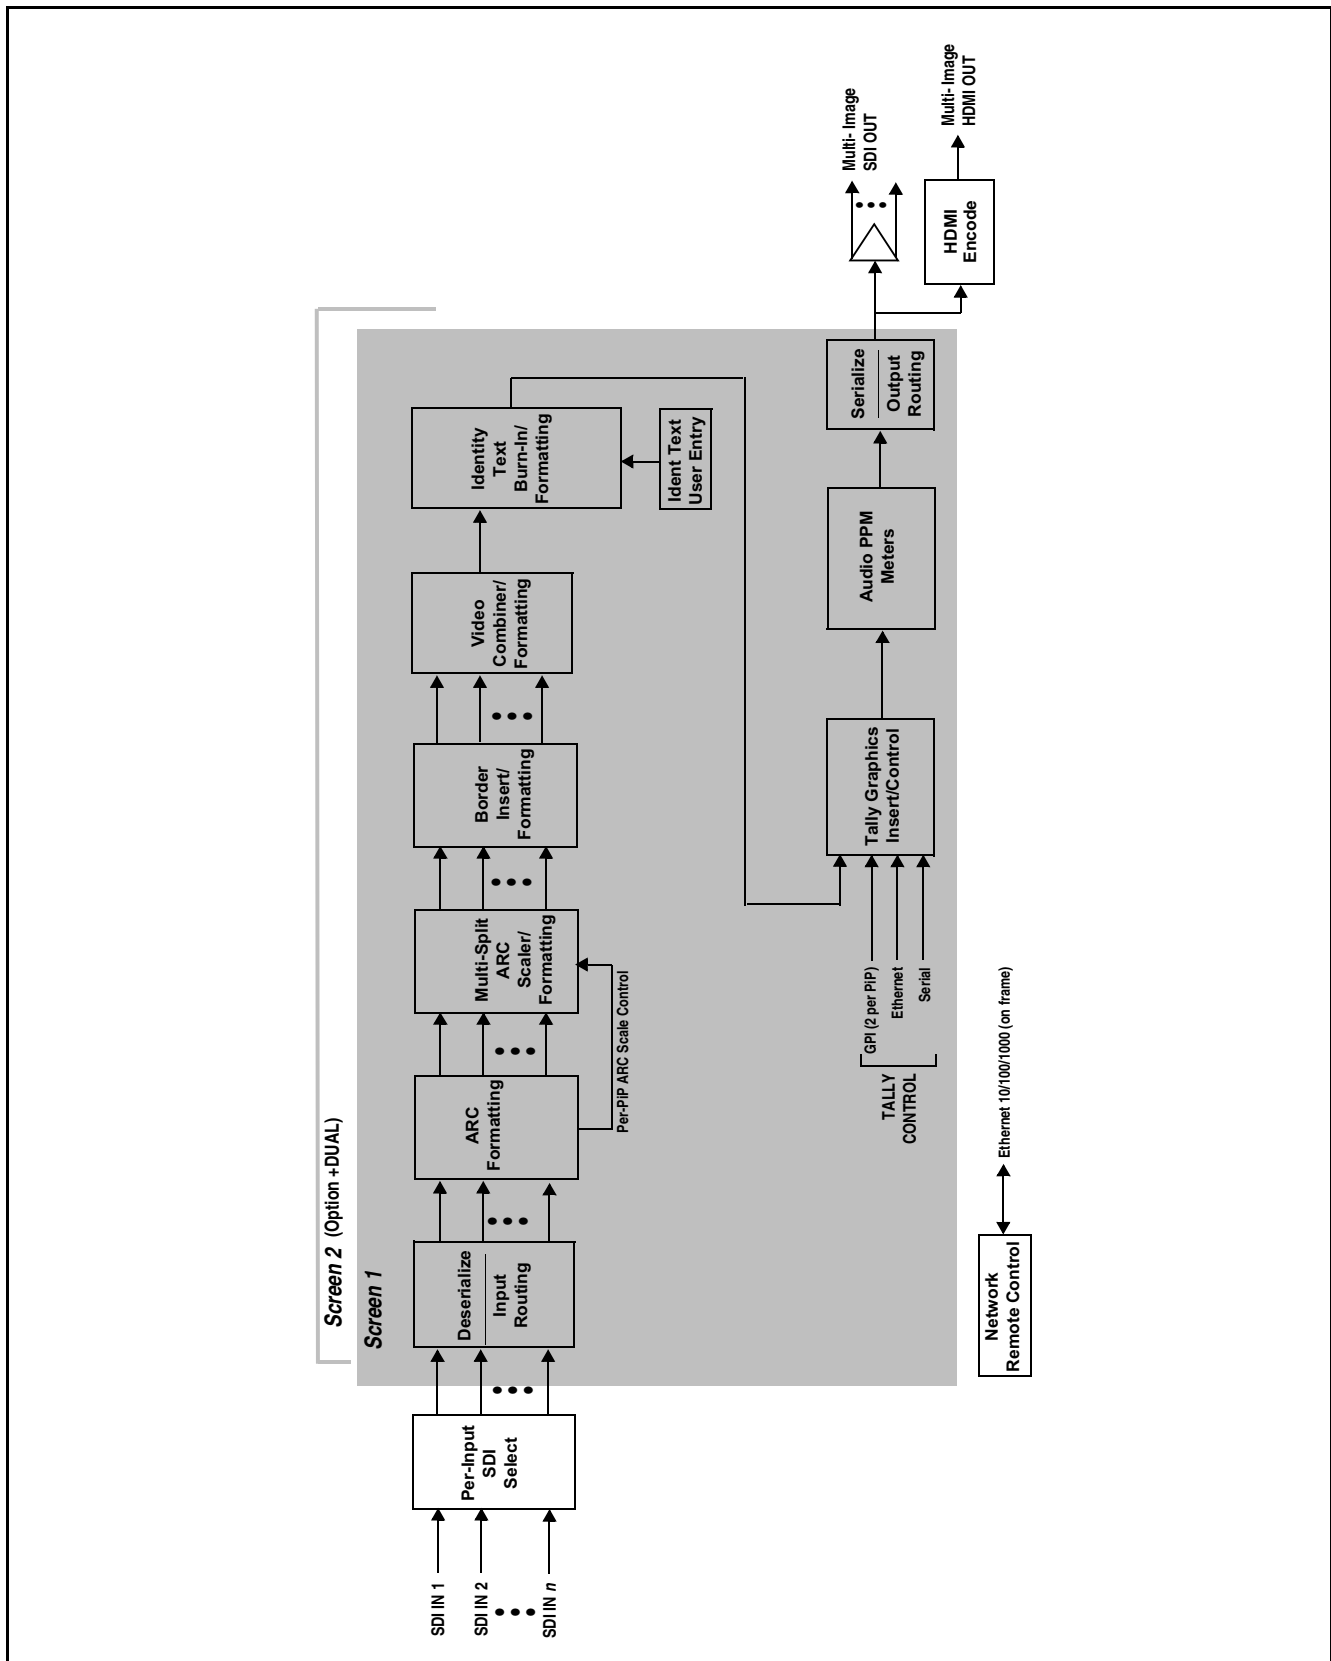 Screen 2 (Option +DUAL)
Screen 1
SDI IN 1
SDI IN 2
SDI IN n
Per-Input
SDI
Select
Deserialize
Input
Routing
ARC
Formatting
Per-PiP ARC Scale Control
Multi-Split
ARC
Scaler/
Formatting
Border
Insert/
Formatting
Video
Combiner/
Formatting
Identity
Text
Burn-In/
Formatting
Ident Text
User Entry
TALLY
CONTROL
GPI (2 per PiP)
Ethernet
Serial
Tally Graphics
Insert/Control
Audio PPM
Meters
Serialize
Output
Routing
Multi- Image
SDI OUT
HDMI
Encode
Multi- Image
HDMI OUT
Network
Remote Control
Ethernet 10/100/1000 (on frame)